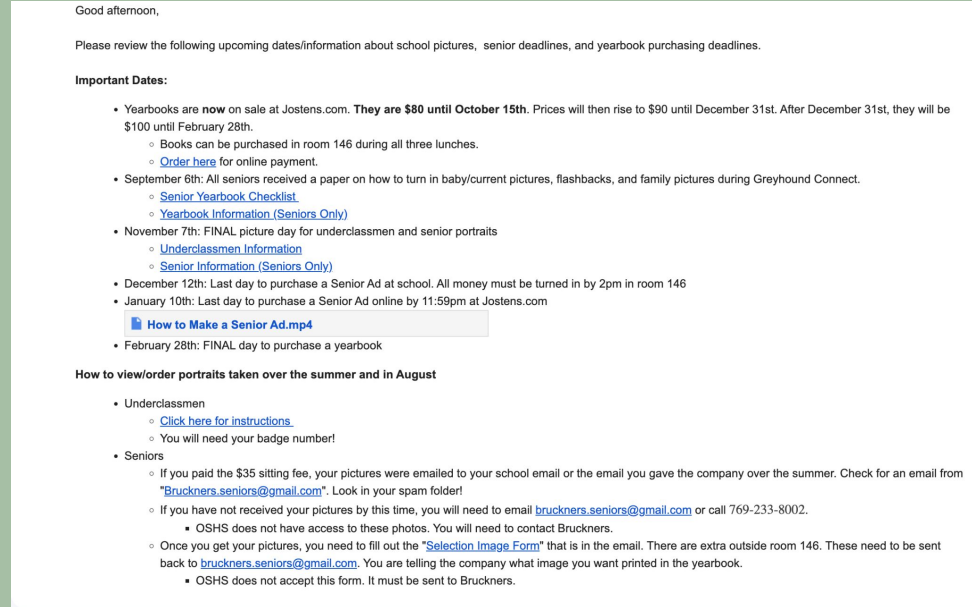 Good afternoon,
Please review the following upcoming dates/information about school pictures, senior deadlines, and yearbook purchasing deadlines.
Important Dates:
• Yearbooks are now on sale at Jostens.com. They are $80 until October 15th. Prices will then rise to $90 until December 31st. After December 31st, they will be
$100 until February 28th.
◦ Books can be purchased in room 146 during all three lunches.
◦ Order here for online payment.
• September 6th: All seniors received a paper on how to turn in baby/current pictures, flashbacks, and family pictures during Greyhound Connect.
◦ Senior Yearbook Checklist
◦ Yearbook Information (Seniors Only)
• November 7th: FINAL picture day for underclassmen and senior portraits
◦ Underclassmen Information
◦ Senior Information (Seniors Only)
• December 12th: Last day to purchase a Senior Ad at school. All money must be turned in by 2pm in room 146
• January 10th: Last day to purchase a Senior Ad online by 11:59pm at Jostens.com
How to Make a Senior Ad.mp4
• February 28th: FINAL day to purchase a yearbook
How to view/order portraits taken over the summer and in August
• Underclassmen
◦ Click here for instructions
◦ You will need your badge number!
• Seniors
◦ If you paid the $35 sitting fee, your pictures were emailed to your school email or the email you gave the company over the summer. Check for an email from
"Bruckners.seniors@gmail.com". Look in your spam folder!
◦ If you have not received your pictures by this time, you will need to email bruckners.seniors@gmail.com or call 769-233-8002.
▪ OSHS does not have access to these photos. You will need to contact Bruckners.
◦ Once you get your pictures, you need to fill out the "Selection Image Form" that is in the email. There are extra outside room 146. These need to be sent
back to bruckners.seniors@gmail.com. You are telling the company what image you want printed in the yearbook.
▪ OSHS does not accept this form. It must be sent to Bruckners.